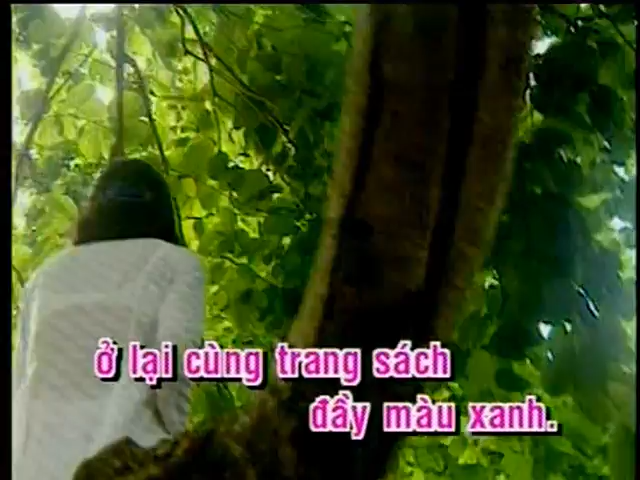 ở lại cùng trang sách
đầy màu xanh.